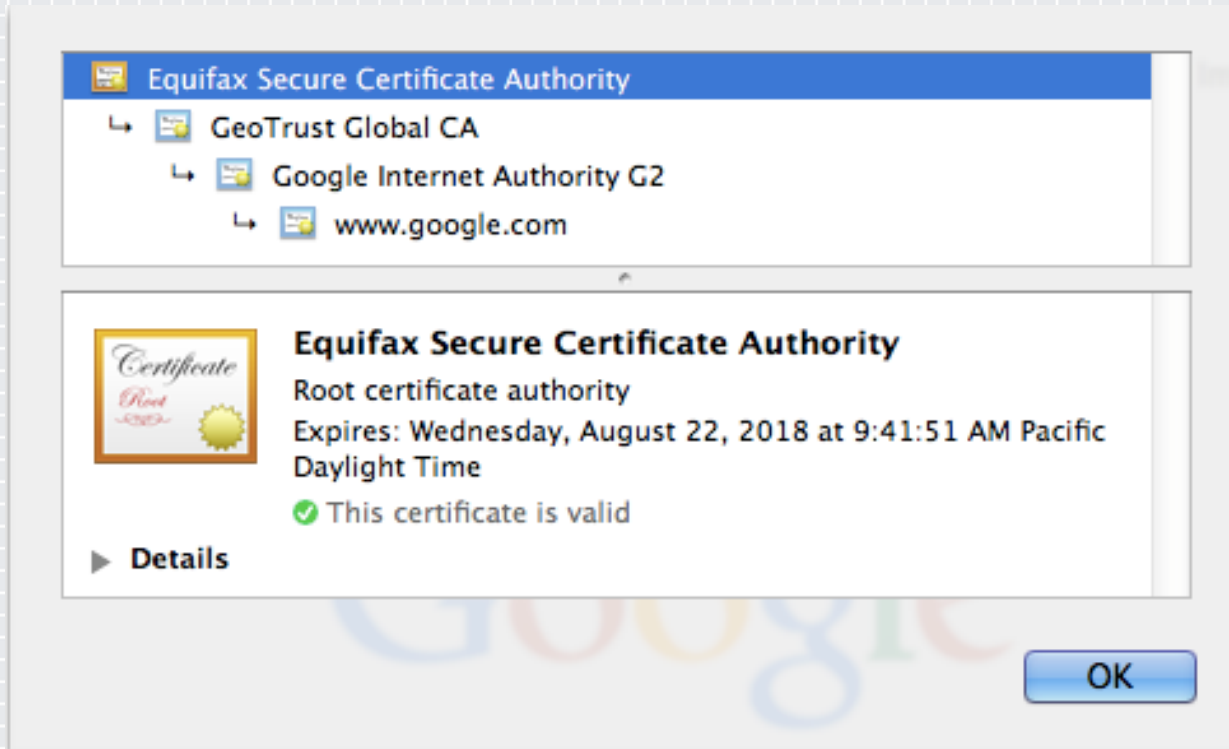 Equifax Secure Certificate Authority
GeoTrust Global CA
Google Internet Authority G2
www.google.com
Certificate
Root
Equifax Secure Certificate Authority
Root certificate authority
Expires: Wednesday, August 22, 2018 at 9:41:51 AM Pacific
Daylight Time
This certificate is valid
Details
Google
OK